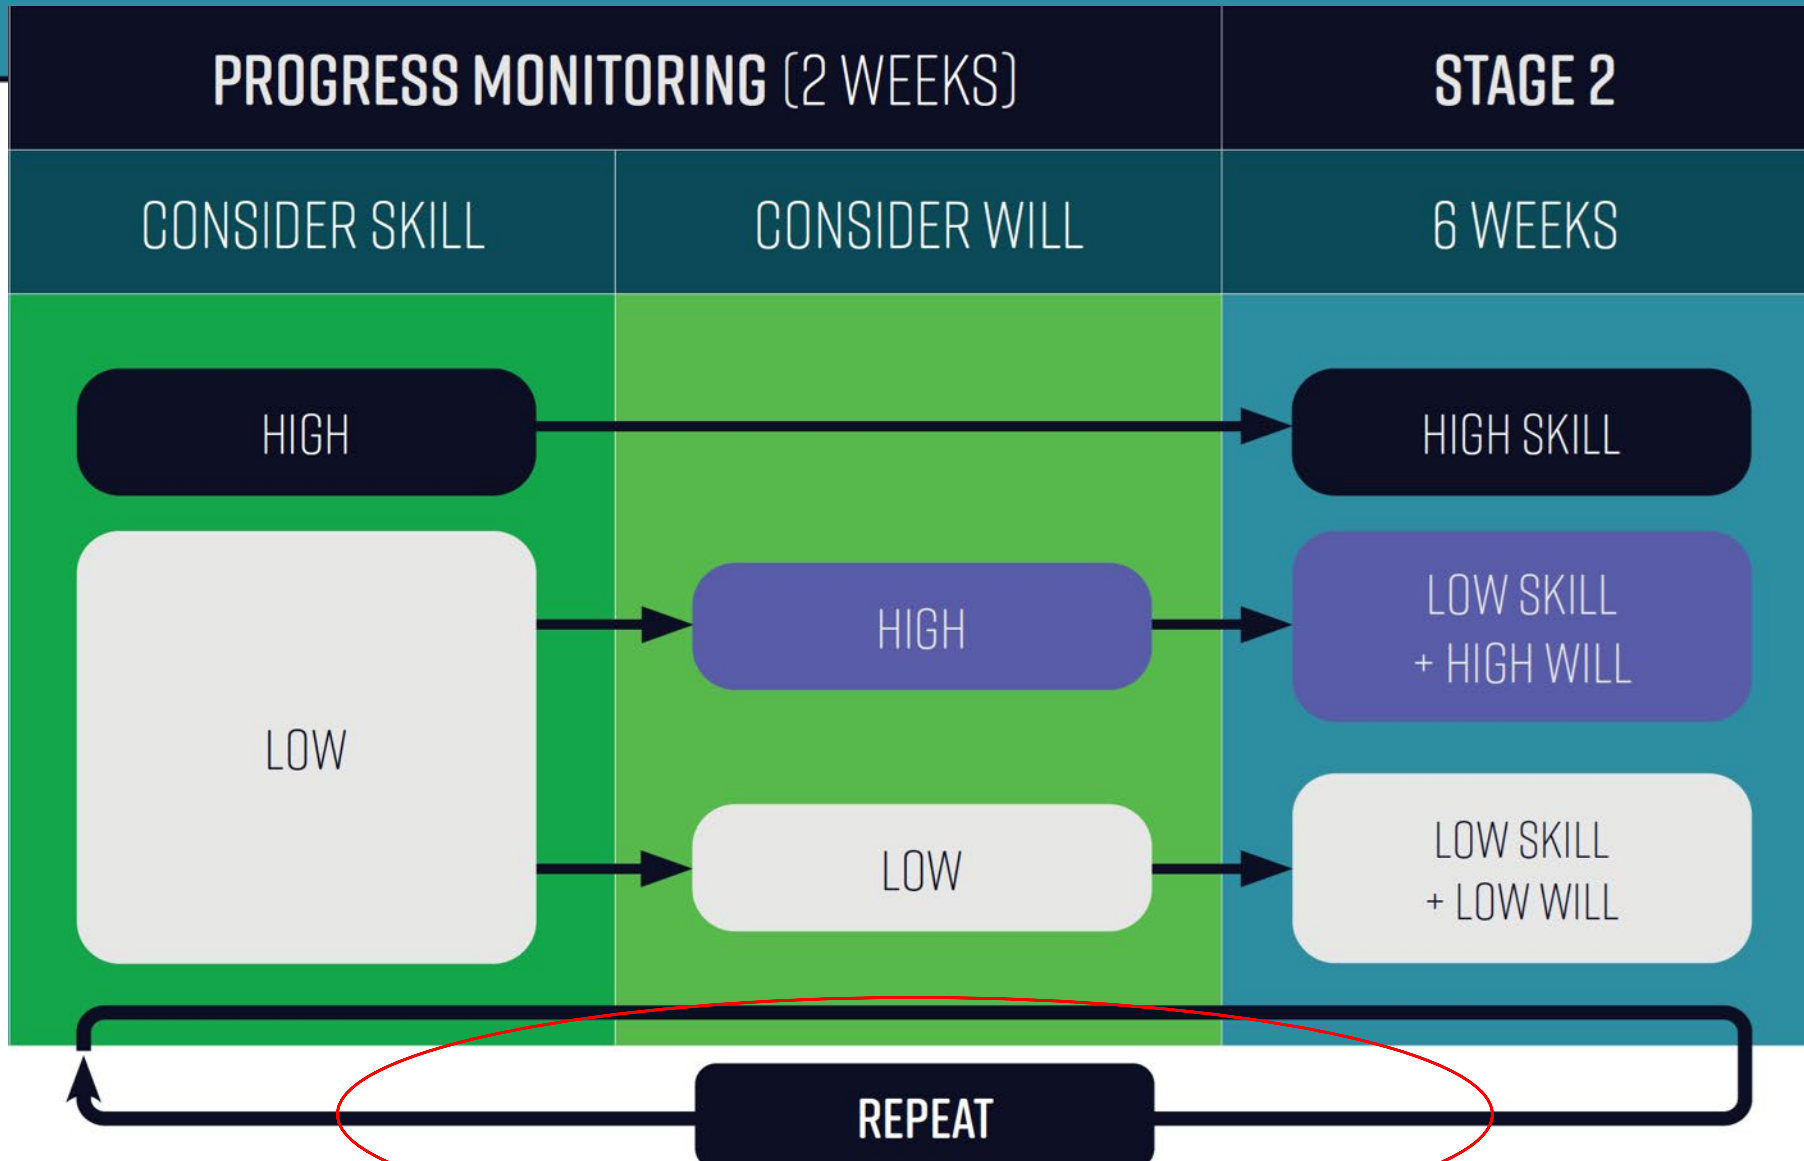 PROGRESS MONITORING (2 WEEKS)
STAGE 2
CONSIDER SKILL
CONSIDER WILL
6 WEEKS
HIGH
HIGH SKILL
LOW
HIGH
LOW SKILL
+ HIGH WILL
LOW
LOW SKILL
+ LOW WILL
REPEAT